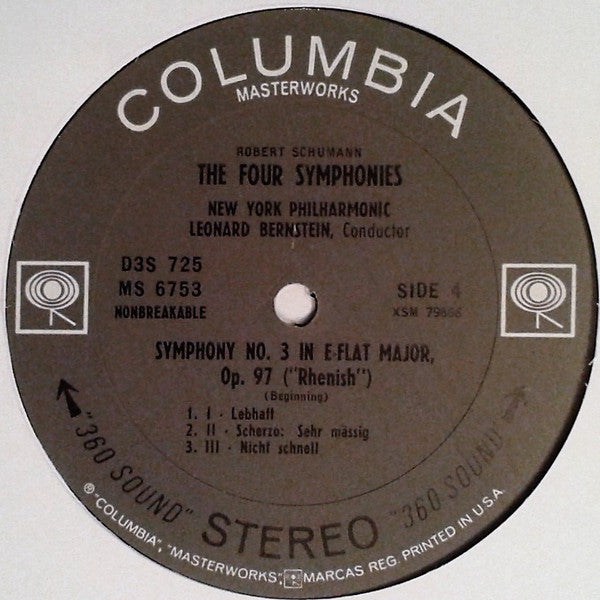 COLUMBIA
MASTERWORKS
ROBERT SCHUMANN
THE FOUR SYMPHONIES
NEW YORK PHILHARMONIC
LEONARD BERNSTEIN, Conductor
D3S 725
MS 6753
NONBREAKABLE
SIDE 4
XSM 79866
SYMPHONY NO. 3 IN E-FLAT MAJOR,
Op. 97 ("Rhenish")
(Beginning)
1. I - Lebhaft
2. II - Scherzo: Sehr mässig
3. III - Nicht schnell
"360 SOUND" STEREO "360 SOUND"
® "COLUMBIA", "MASTERWORKS", MARCAS REG. PRINTED IN U.S.A.